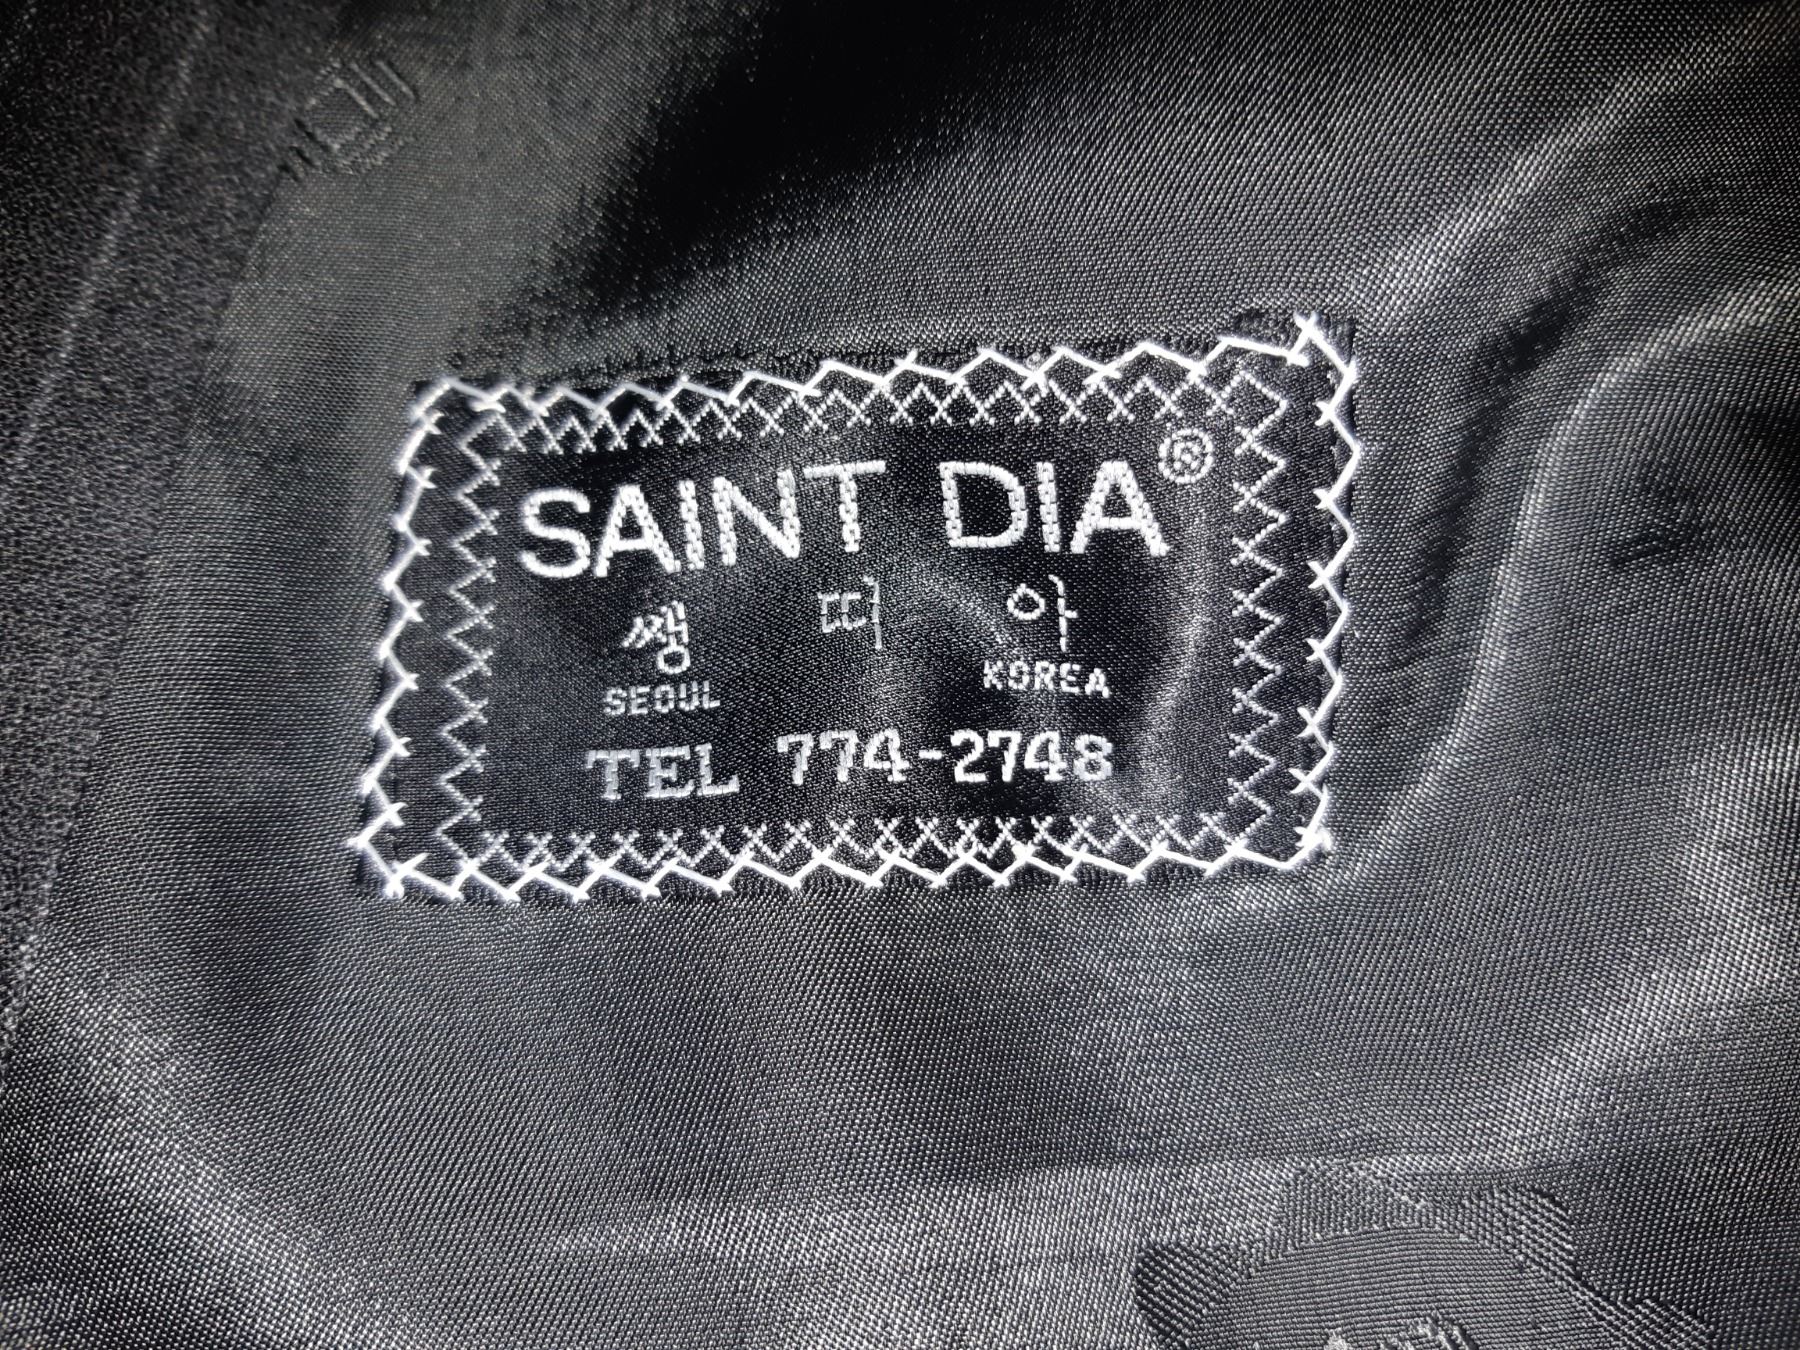 SAINT DIA®
쌩 띠 아
SEOUL KOREA
TEL 774-2748